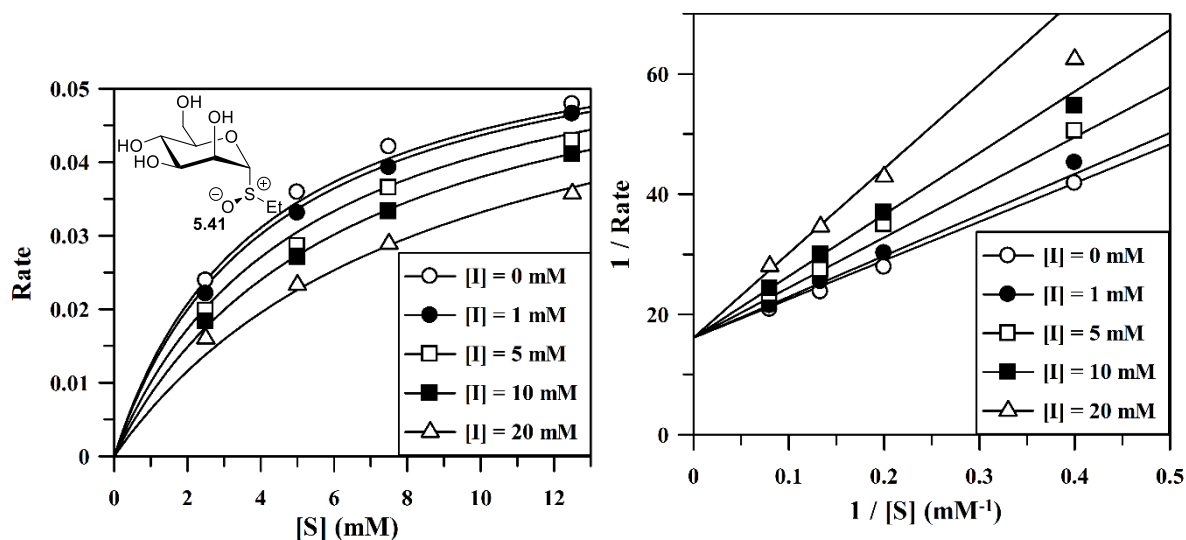 Rate
0.05
0.04
0.03
0.02
0.01
0
0
2
4
6
8
10
12
[S] (mM)
OH
OH
O
HO
HO
S
+
−
O
Et
5.41
[I] = 0 mM
[I] = 1 mM
[I] = 5 mM
[I] = 10 mM
[I] = 20 mM
1 / Rate
60
40
20
0
0
0.1
0.2
0.3
0.4
0.5
1 / [S] (mM⁻¹)
[I] = 0 mM
[I] = 1 mM
[I] = 5 mM
[I] = 10 mM
[I] = 20 mM